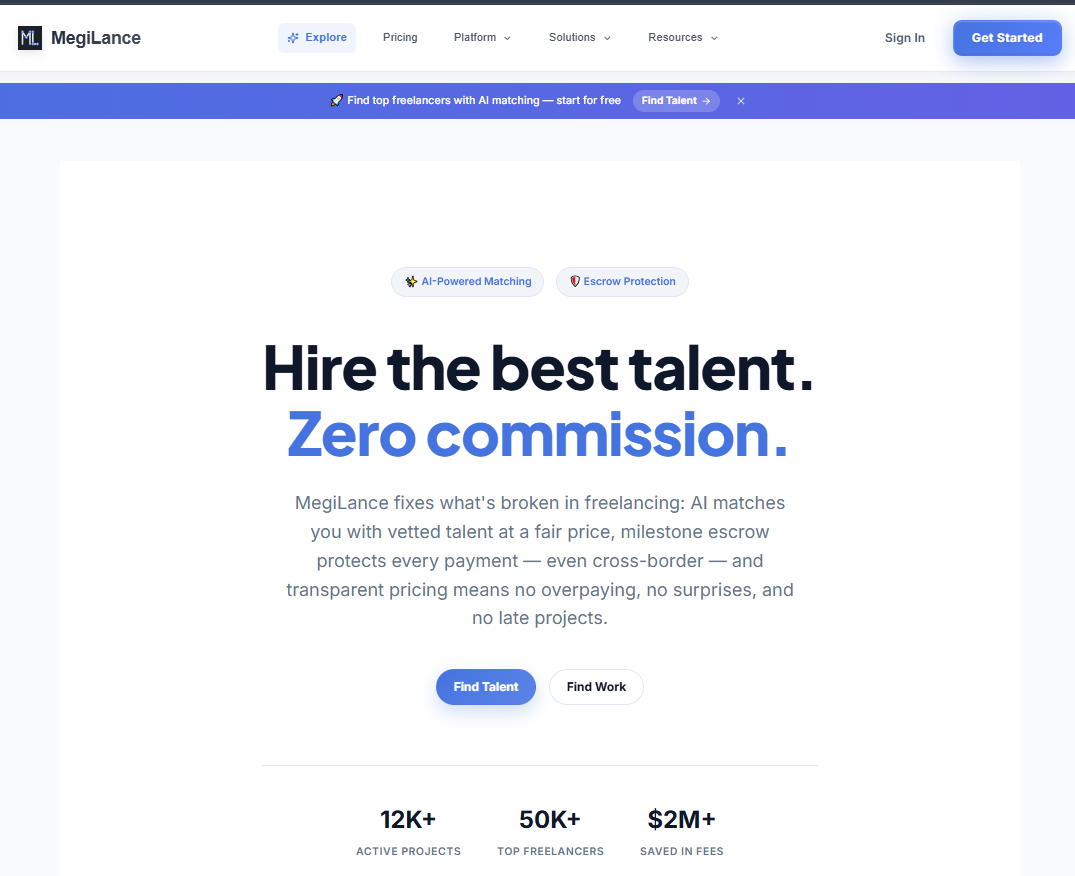 ML MegiLance Explore Pricing Platform Solutions Resources Sign In Get Started
🚀 Find top freelancers with AI matching — start for free Find Talent → ×
✨ AI-Powered Matching 🛡 Escrow Protection
Hire the best talent.
Zero commission.
MegiLance fixes what's broken in freelancing: AI matches
you with vetted talent at a fair price, milestone escrow
protects every payment — even cross-border — and
transparent pricing means no overpaying, no surprises, and
no late projects.
Find Talent Find Work
12K+ 50K+ $2M+
ACTIVE PROJECTS TOP FREELANCERS SAVED IN FEES